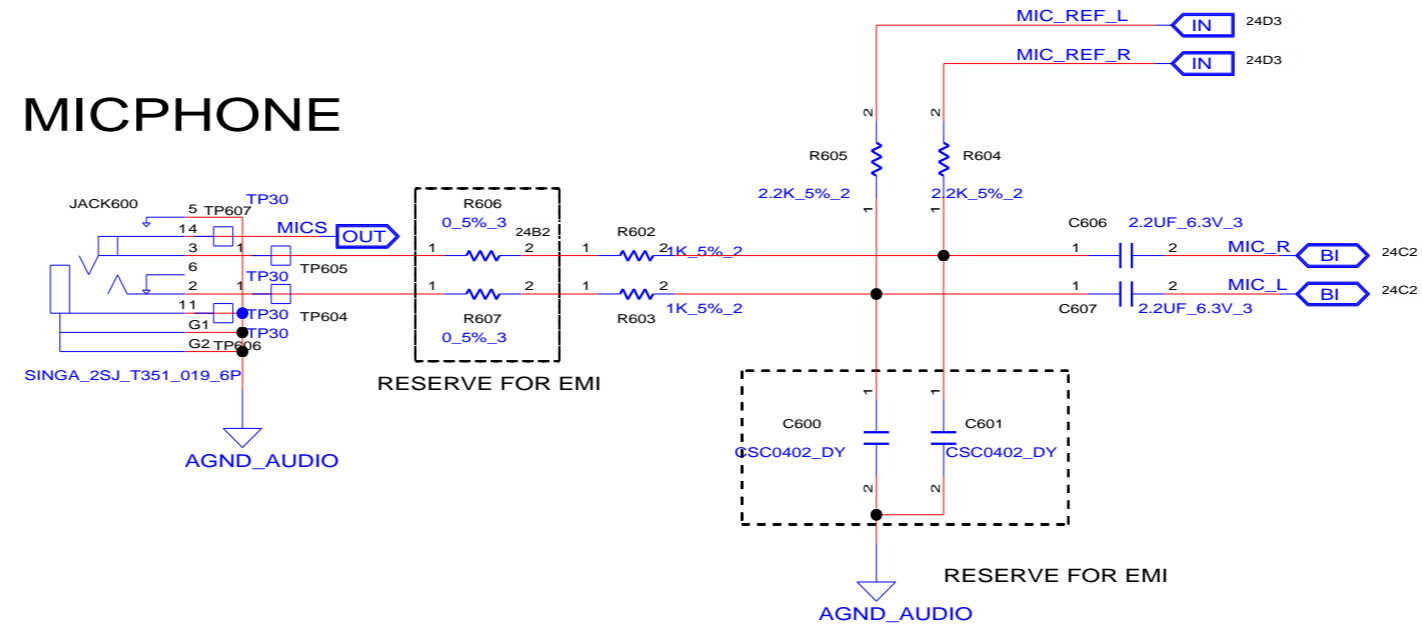 MIC_REF_L
IN
24D3
MIC_REF_R
IN
24D3
MICPHONE
2
2
R605
R604
2.2K_5%_2
2.2K_5%_2
1
1
JACK600
5
TP607
TP30
14
MICS
OUT
3
1
TP605
6
TP30
2
1
11
TP30
TP604
G1
TP30
G2
TP606
SINGA_2SJ_T351_019_6P
AGND_AUDIO
R606
0_5%_3
24B2
1
2
1
2
R607
0_5%_3
RESERVE FOR EMI
R602
1
2
1K_5%_2
1
2
R603
1K_5%_2
C606
2.2UF_6.3V_3
1
2
MIC_R
BI
24C2
1
2
MIC_L
BI
24C2
C607
2.2UF_6.3V_3
1
1
C600
C601
CSC0402_DY
CSC0402_DY
2
2
RESERVE FOR EMI
AGND_AUDIO